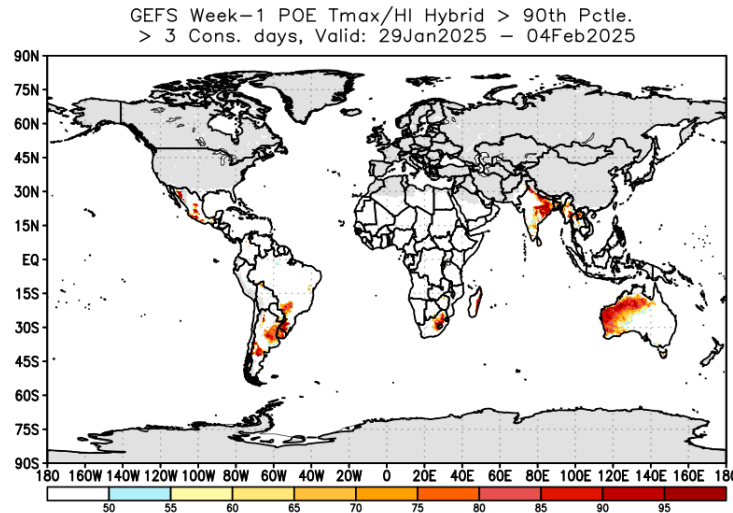 GEFS Week-1 POE Tmax/HI Hybrid > 90th Pctle.
> 3 Cons. days, Valid: 29Jan2025 - 04Feb2025
90N
75N
60N
45N
30N
15N
EQ
15S
30S
45S
60S
75S
90S
180 160W 140W 120W 100W 80W 60W 40W 20W 0 20E 40E 60E 80E 100E 120E 140E 160E 180
50 55 60 65 70 75 80 85 90 95